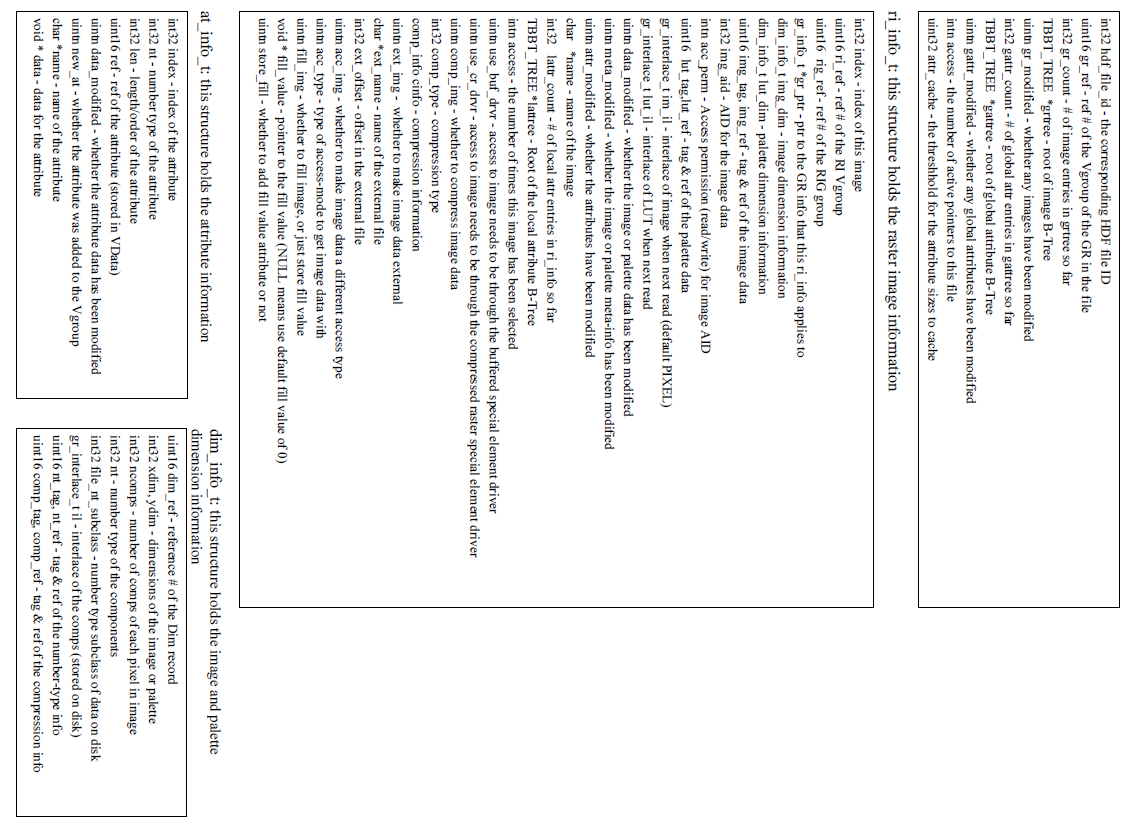 int32 hdf_file_id - the corresponding HDF file ID
uint16 gr_ref - ref # of the Vgroup of the GR in the file
int32 gr_count - # of image entries in grtree so far
TBBT_TREE *grtree - root of image B-Tree
uintn gr_modified - whether any images have been modified
int32 gattr_count - # of global attr entries in gattree so far
TBBT_TREE *gattree - root of global attribute B-Tree
uintn gattr_modified - whether any global attributes have been modified
intn access - the number of active pointers to this file
uint32 attr_cache - the threshhold for the attribute sizes to cache
ri_info_t: this structure holds the raster image information
int32 index - index of this image
uint16 ri_ref - ref # of the RI Vgroup
uint16 rig_ref - ref # of the RIG group
gr_info_t *gr_ptr - ptr to the GR info that this ri_info applies to
dim_info_t img_dim - image dimension information
dim_info_t lut_dim - palette dimension information
uint16 img_tag, img_ref - tag & ref of the image data
int32 img_aid - AID for the image data
intn acc_perm - Access permission (read/write) for image AID
uint16 lut_tag,lut_ref - tag & ref of the palette data
gr_interlace_t im_il - interlace of image when next read (default PIXEL)
gr_interlace_t lut_il - interlace of LUT when next read
uintn data_modified - whether the image or palette data has been modified
uintn meta_modified - whether the image or palette meta-info has been modified
uintn attr_modified - whether the attributes have been modified
char *name - name of the image
int32 lattr_count - # of local attr entries in ri_info so far
TBBT_TREE *lattree - Root of the local attribute B-Tree
intn access - the number of times this image has been selected
uintn use_buf_drvr - access to image needs to be through the buffered special element driver
uintn use_cr_drvr - access to image needs to be through the compressed raster special element driver
uintn comp_img - whether to compress image data
int32 comp_type - compression type
comp_info cinfo - compression information
uintn ext_img - whether to make image data external
char *ext_name - name of the external file
int32 ext_offset - offset in the external file
uintn acc_img - whether to make image data a different access type
uintn acc_type - type of access-mode to get image data with
uintn fill_img - whether to fill image, or just store fill value
void * fill_value - pointer to the fill value (NULL means use default fill value of 0)
uintn store_fill - whether to add fill value attribute or not
at_info_t: this structure holds the attribute information
int32 index - index of the attribute
int32 nt - number type of the attribute
int32 len - length/order of the attribute
uint16 ref - ref of the attribute (stored in VData)
uintn data_modified - whether the attribute data has been modified
uintn new_at - whether the attribute was added to the Vgroup
char *name - name of the attribute
void * data - data for the attribute
dim_info_t: this structure holds the image and palette
dimension information
uint16 dim_ref - reference # of the Dim record
int32 xdim, ydim - dimensions of the image or palette
int32 ncomps - number of comps of each pixel in image
int32 nt - number type of the components
int32 file_nt_subclass - number type subclass of data on disk
gr_interlace_t il - interlace of the comps (stored on disk)
uint16 nt_tag, nt_ref - tag & ref of the number-type info
uint16 comp_tag, comp_ref - tag & ref of the compression info